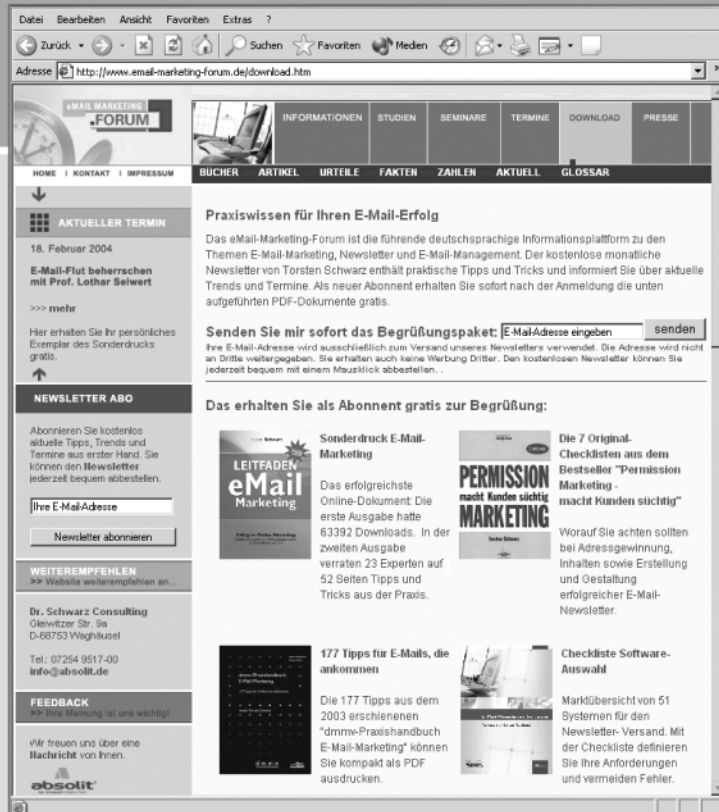 Datei Bearbeiten Ansicht Favoriten Extras ?
Zurück Suchen Favoriten Medien
Adresse http://www.email-marketing-forum.de/download.htm
eMAIL MARKETING
.FORUM
INFORMATIONEN STUDIEN SEMINARE TERMINE DOWNLOAD PRESSE
HOME I KONTAKT I IMPRESSUM
BÜCHER ARTIKEL URTEILE FAKTEN ZAHLEN AKTUELL GLOSSAR
AKTUELLER TERMIN
18. Februar 2004
E-Mail-Flut beherrschen
mit Prof. Lothar Seiwert
>>> mehr
Hier erhalten Sie Ihr persönliches
Exemplar des Sonderdrucks
gratis.
NEWSLETTER ABO
Abonnieren Sie kostenlos
aktuelle Tipps, Trends und
Termine aus erster Hand. Sie
können den Newsletter
jederzeit bequem abbestellen.
Ihre E-Mail-Adresse
Newsletter abonnieren
WEITEREMPFEHLEN
>> Website weiterempfehlen an...
Dr. Schwarz Consulting
Gleiwitzer Str. 9a
D-68753 Waghäusel
Tel.: 07254 9517-00
info@absolit.de
FEEDBACK
>> Ihre Meinung ist uns wichtig!
Wir freuen uns über eine
Nachricht von Ihnen.
absolit
Praxiswissen für Ihren E-Mail-Erfolg
Das eMail-Marketing-Forum ist die führende deutschsprachige Informationsplattform zu den
Themen E-Mail-Marketing, Newsletter und E-Mail-Management. Der kostenlose monatliche
Newsletter von Torsten Schwarz enthält praktische Tipps und Tricks und informiert Sie über aktuelle
Trends und Termine. Als neuer Abonnent erhalten Sie sofort nach der Anmeldung die unten
aufgeführten PDF-Dokumente gratis.
Senden Sie mir sofort das Begrüßungspaket: E-Mail-Adresse eingeben senden
Ihre E-Mail-Adresse wird ausschließlich zum Versand unseres Newsletters verwendet. Die Adresse wird nicht
an Dritte weitergegeben. Sie erhalten auch keine Werbung Dritter. Den kostenlosen Newsletter können Sie
jederzeit bequem mit einem Mausklick abbestellen. .
Das erhalten Sie als Abonnent gratis zur Begrüßung:
LEITFADEN
eMail
Marketing
Sonderdruck E-Mail-
Marketing
Das erfolgreichste
Online-Dokument: Die
erste Ausgabe hatte
63392 Downloads. In der
zweiten Ausgabe
verraten 23 Experten auf
52 Seiten Tipps und
Tricks aus der Praxis.
PERMISSION
macht Kunden süchtig
MARKETING
Die 7 Original-
Checklisten aus dem
Bestseller "Permission
Marketing -
macht Kunden süchtig"
Worauf Sie achten sollten
bei Adressgewinnung,
Inhalten sowie Erstellung
und Gestaltung
erfolgreicher E-Mail-
Newsletter.
177 Tipps für E-Mails, die
ankommen
Die 177 Tipps aus dem
2003 erschienenen
"dmmv-Praxishandbuch
E-Mail-Marketing" können
Sie kompakt als PDF
ausdrucken.
Checkliste Software-
Auswahl
Marktübersicht von 51
Systemen für den
Newsletter- Versand. Mit
der Checkliste definieren
Sie Ihre Anforderungen
und vermeiden Fehler.